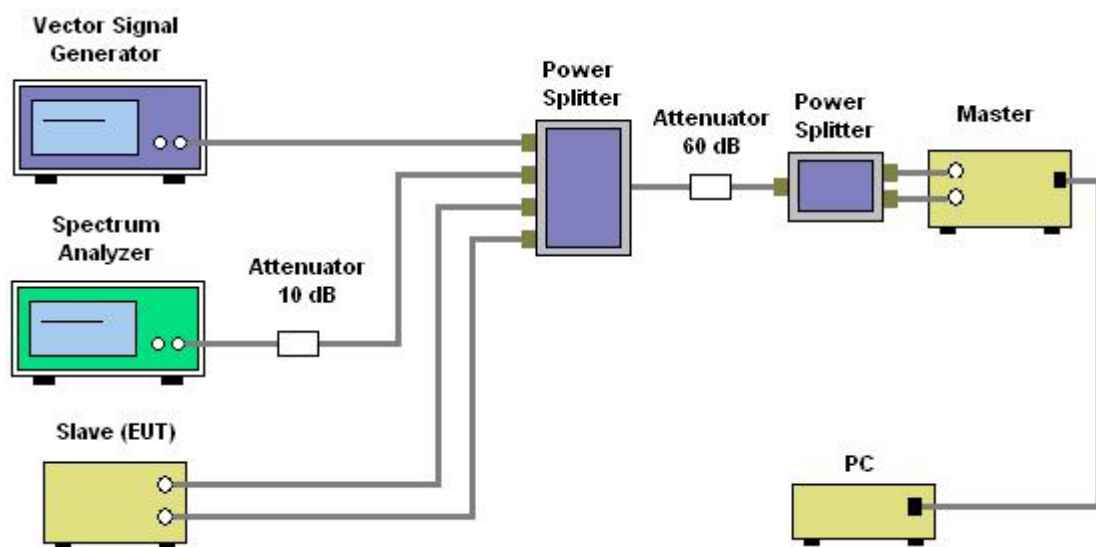 Vector Signal
Generator
Power
Splitter
Attenuator
60 dB
Power
Splitter
Master
Spectrum
Analyzer
Attenuator
10 dB
Slave (EUT)
PC